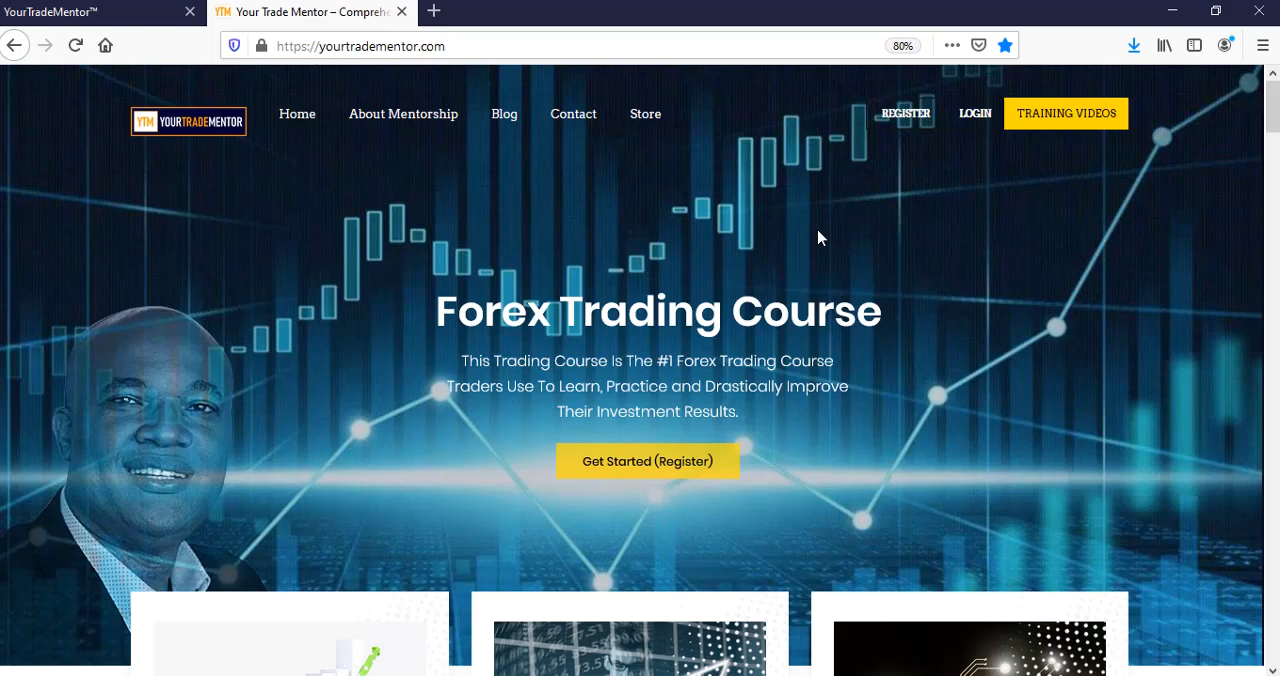 YourTradeMentor™
YTM Your Trade Mentor – Comprehe
https://yourtradementor.com
80%
YTM YOURTRADEMENTOR
Home
About Mentorship
Blog
Contact
Store
REGISTER
LOGIN
TRAINING VIDEOS
Forex Trading Course
This Trading Course Is The #1 Forex Trading Course
Traders Use To Learn, Practice and Drastically Improve
Their Investment Results.
Get Started (Register)